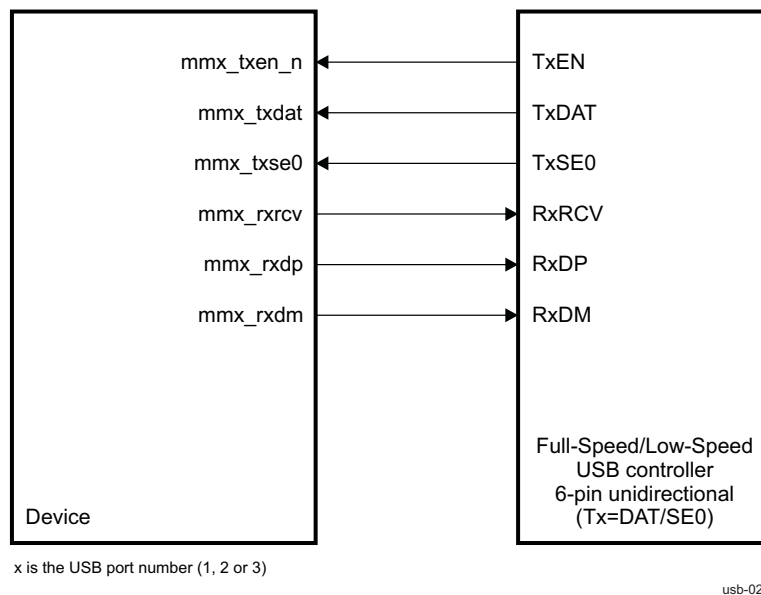 mmx_txen_n TxEN
mmx_txdat TxDAT
mmx_txse0 TxSE0
mmx_rxrcv RxRCV
mmx_rxdp RxDP
mmx_rxdm RxDM
Full-Speed/Low-Speed
USB controller
6-pin unidirectional
(Tx=DAT/SE0)
Device
x is the USB port number (1, 2 or 3)
usb-02